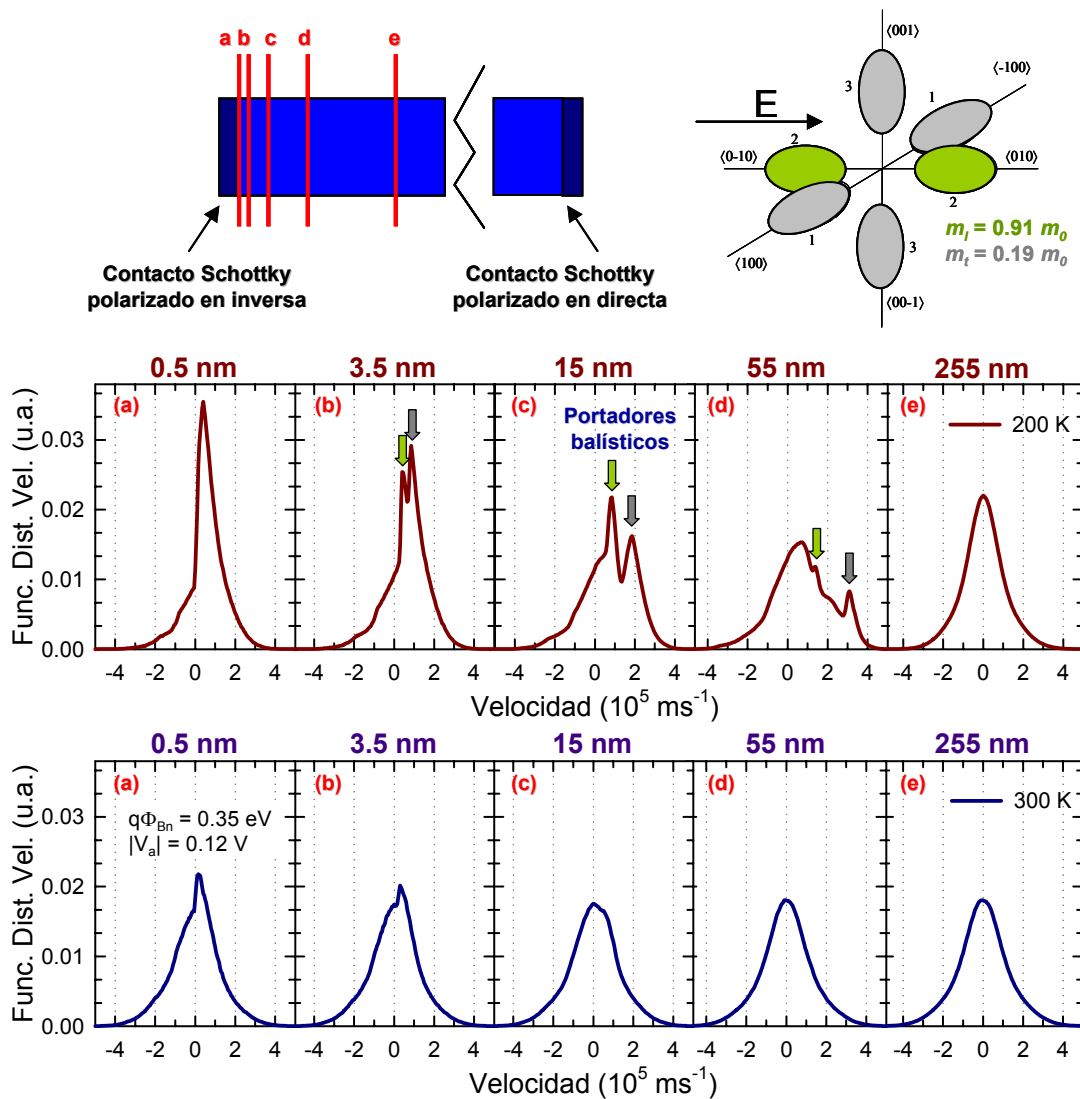 a b c d e
Contacto Schottky
polarizado en inversa
Contacto Schottky
polarizado en directa
E
⟨001⟩
⟨-100⟩
3
1
2
⟨0-10⟩
⟨010⟩
2
1
3
⟨100⟩
⟨00-1⟩
m_l = 0.91 m_0
m_t = 0.19 m_0
0.5 nm 3.5 nm 15 nm 55 nm 255 nm
(a) (b) (c) (d) (e)
Portadores
balísticos
200 K
Func. Dist. Vel. (u.a.)
0.03
0.02
0.01
0.00
-4 -2 0 2 4 -4 -2 0 2 4 -4 -2 0 2 4 -4 -2 0 2 4 -4 -2 0 2 4
Velocidad (10^5 ms^-1)
0.5 nm 3.5 nm 15 nm 55 nm 255 nm
(a) (b) (c) (d) (e)
qΦ_Bn = 0.35 eV
|V_a| = 0.12 V
300 K
Func. Dist. Vel. (u.a.)
0.03
0.02
0.01
0.00
-4 -2 0 2 4 -4 -2 0 2 4 -4 -2 0 2 4 -4 -2 0 2 4 -4 -2 0 2 4
Velocidad (10^5 ms^-1)